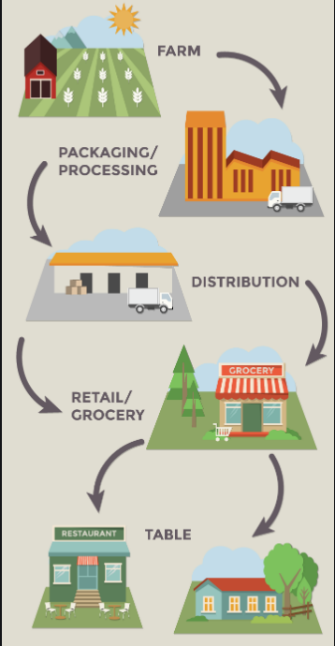 FARM
PACKAGING/
PROCESSING
DISTRIBUTION
GROCERY
RETAIL/
GROCERY
RESTAURANT
TABLE